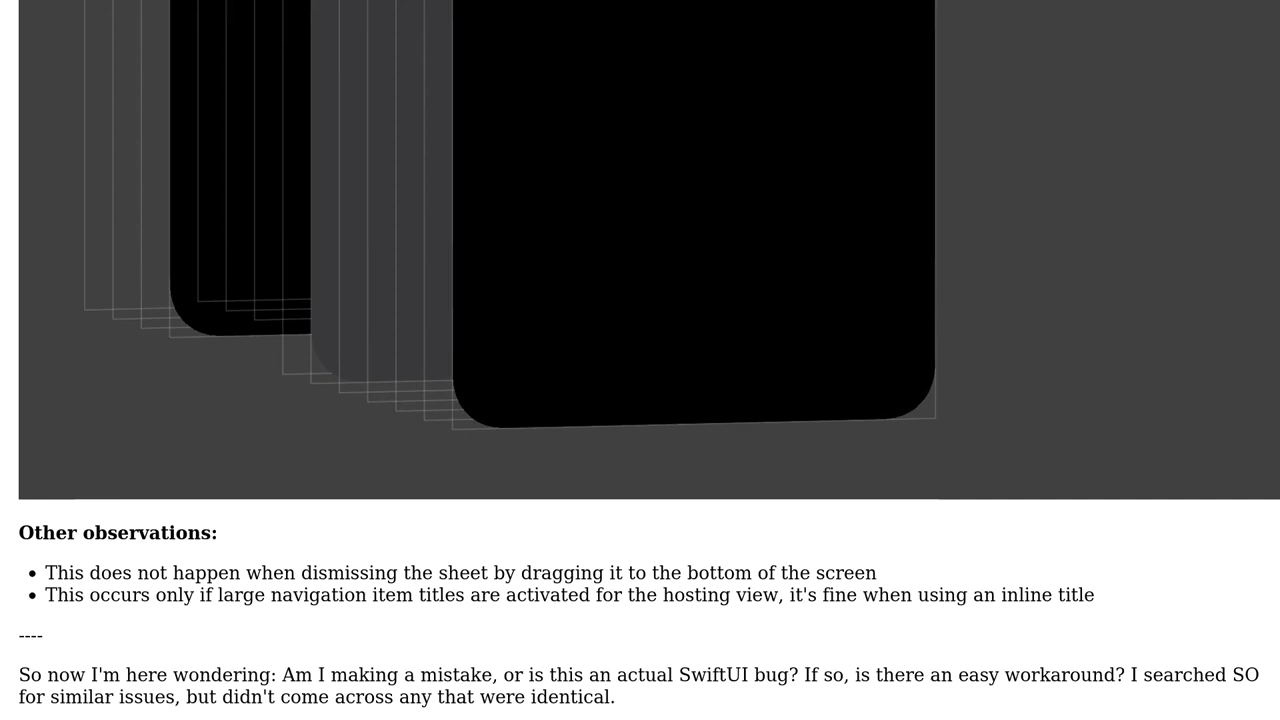 Other observations:
This does not happen when dismissing the sheet by dragging it to the bottom of the screen
This occurs only if large navigation item titles are activated for the hosting view, it's fine when using an inline title
----
So now I'm here wondering: Am I making a mistake, or is this an actual SwiftUI bug? If so, is there an easy workaround? I searched SO
for similar issues, but didn't come across any that were identical.